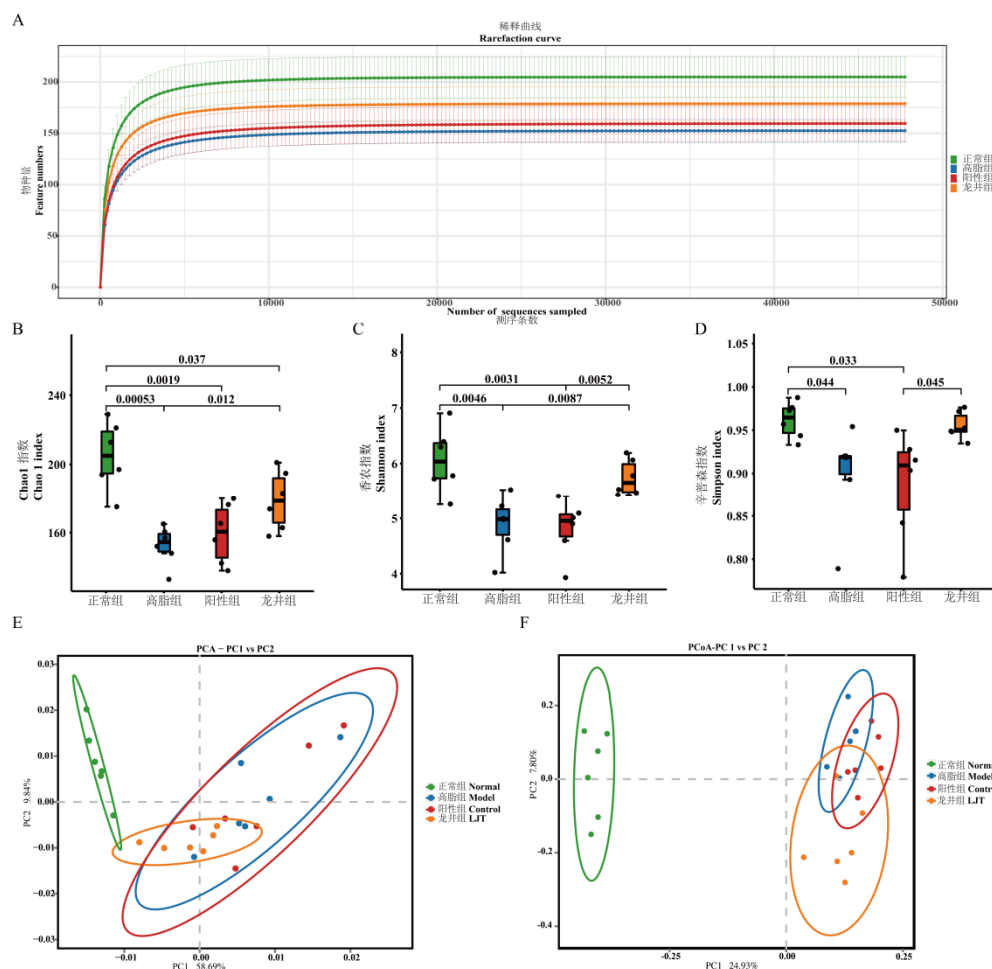 A
稀释曲线
Rarefaction curve
200
150
100
50
0
物种量
Feature numbers
0
10000
20000
30000
40000
50000
Number of sequences sampled
测序条数
正常组
高脂组
阳性组
龙井组
B
Chao1 指数
Chao 1 index
240
200
160
0.037
0.0019
0.00053
0.012
正常组
高脂组
阳性组
龙井组
C
香农指数
Shannon index
8
7
6
5
4
0.0031
0.0052
0.0046
0.0087
正常组
高脂组
阳性组
龙井组
D
辛普森指数
Simpson index
1.05
1.00
0.95
0.90
0.85
0.80
0.033
0.044
0.045
正常组
高脂组
阳性组
龙井组
E
PCA − PC1 vs PC2
0.03
0.02
0.01
0.00
−0.01
−0.02
−0.03
PC2 9.84%
−0.01
0.00
0.01
0.02
PC1 58.69%
正常组 Normal
高脂组 Model
阳性组 Control
龙井组 LJT
F
PCoA-PC 1 vs PC 2
0.2
0.0
-0.2
-0.4
PC 2 7.80%
-0.25
0.00
0.25
PC1 24.93%
正常组 Norma
高脂组 Model
阳性组 Contro
龙井组 LJT